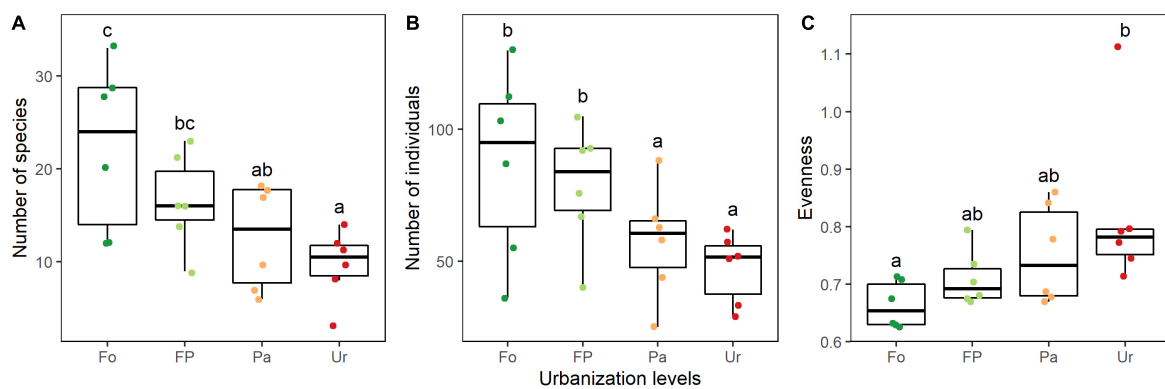 A
B
C
Number of species
30
20
10
c
bc
ab
a
Fo
FP
Pa
Ur
Number of individuals
100
50
b
b
a
a
Fo
FP
Pa
Ur
Urbanization levels
Evenness
1.1
1.0
0.9
0.8
0.7
0.6
a
ab
ab
b
Fo
FP
Pa
Ur